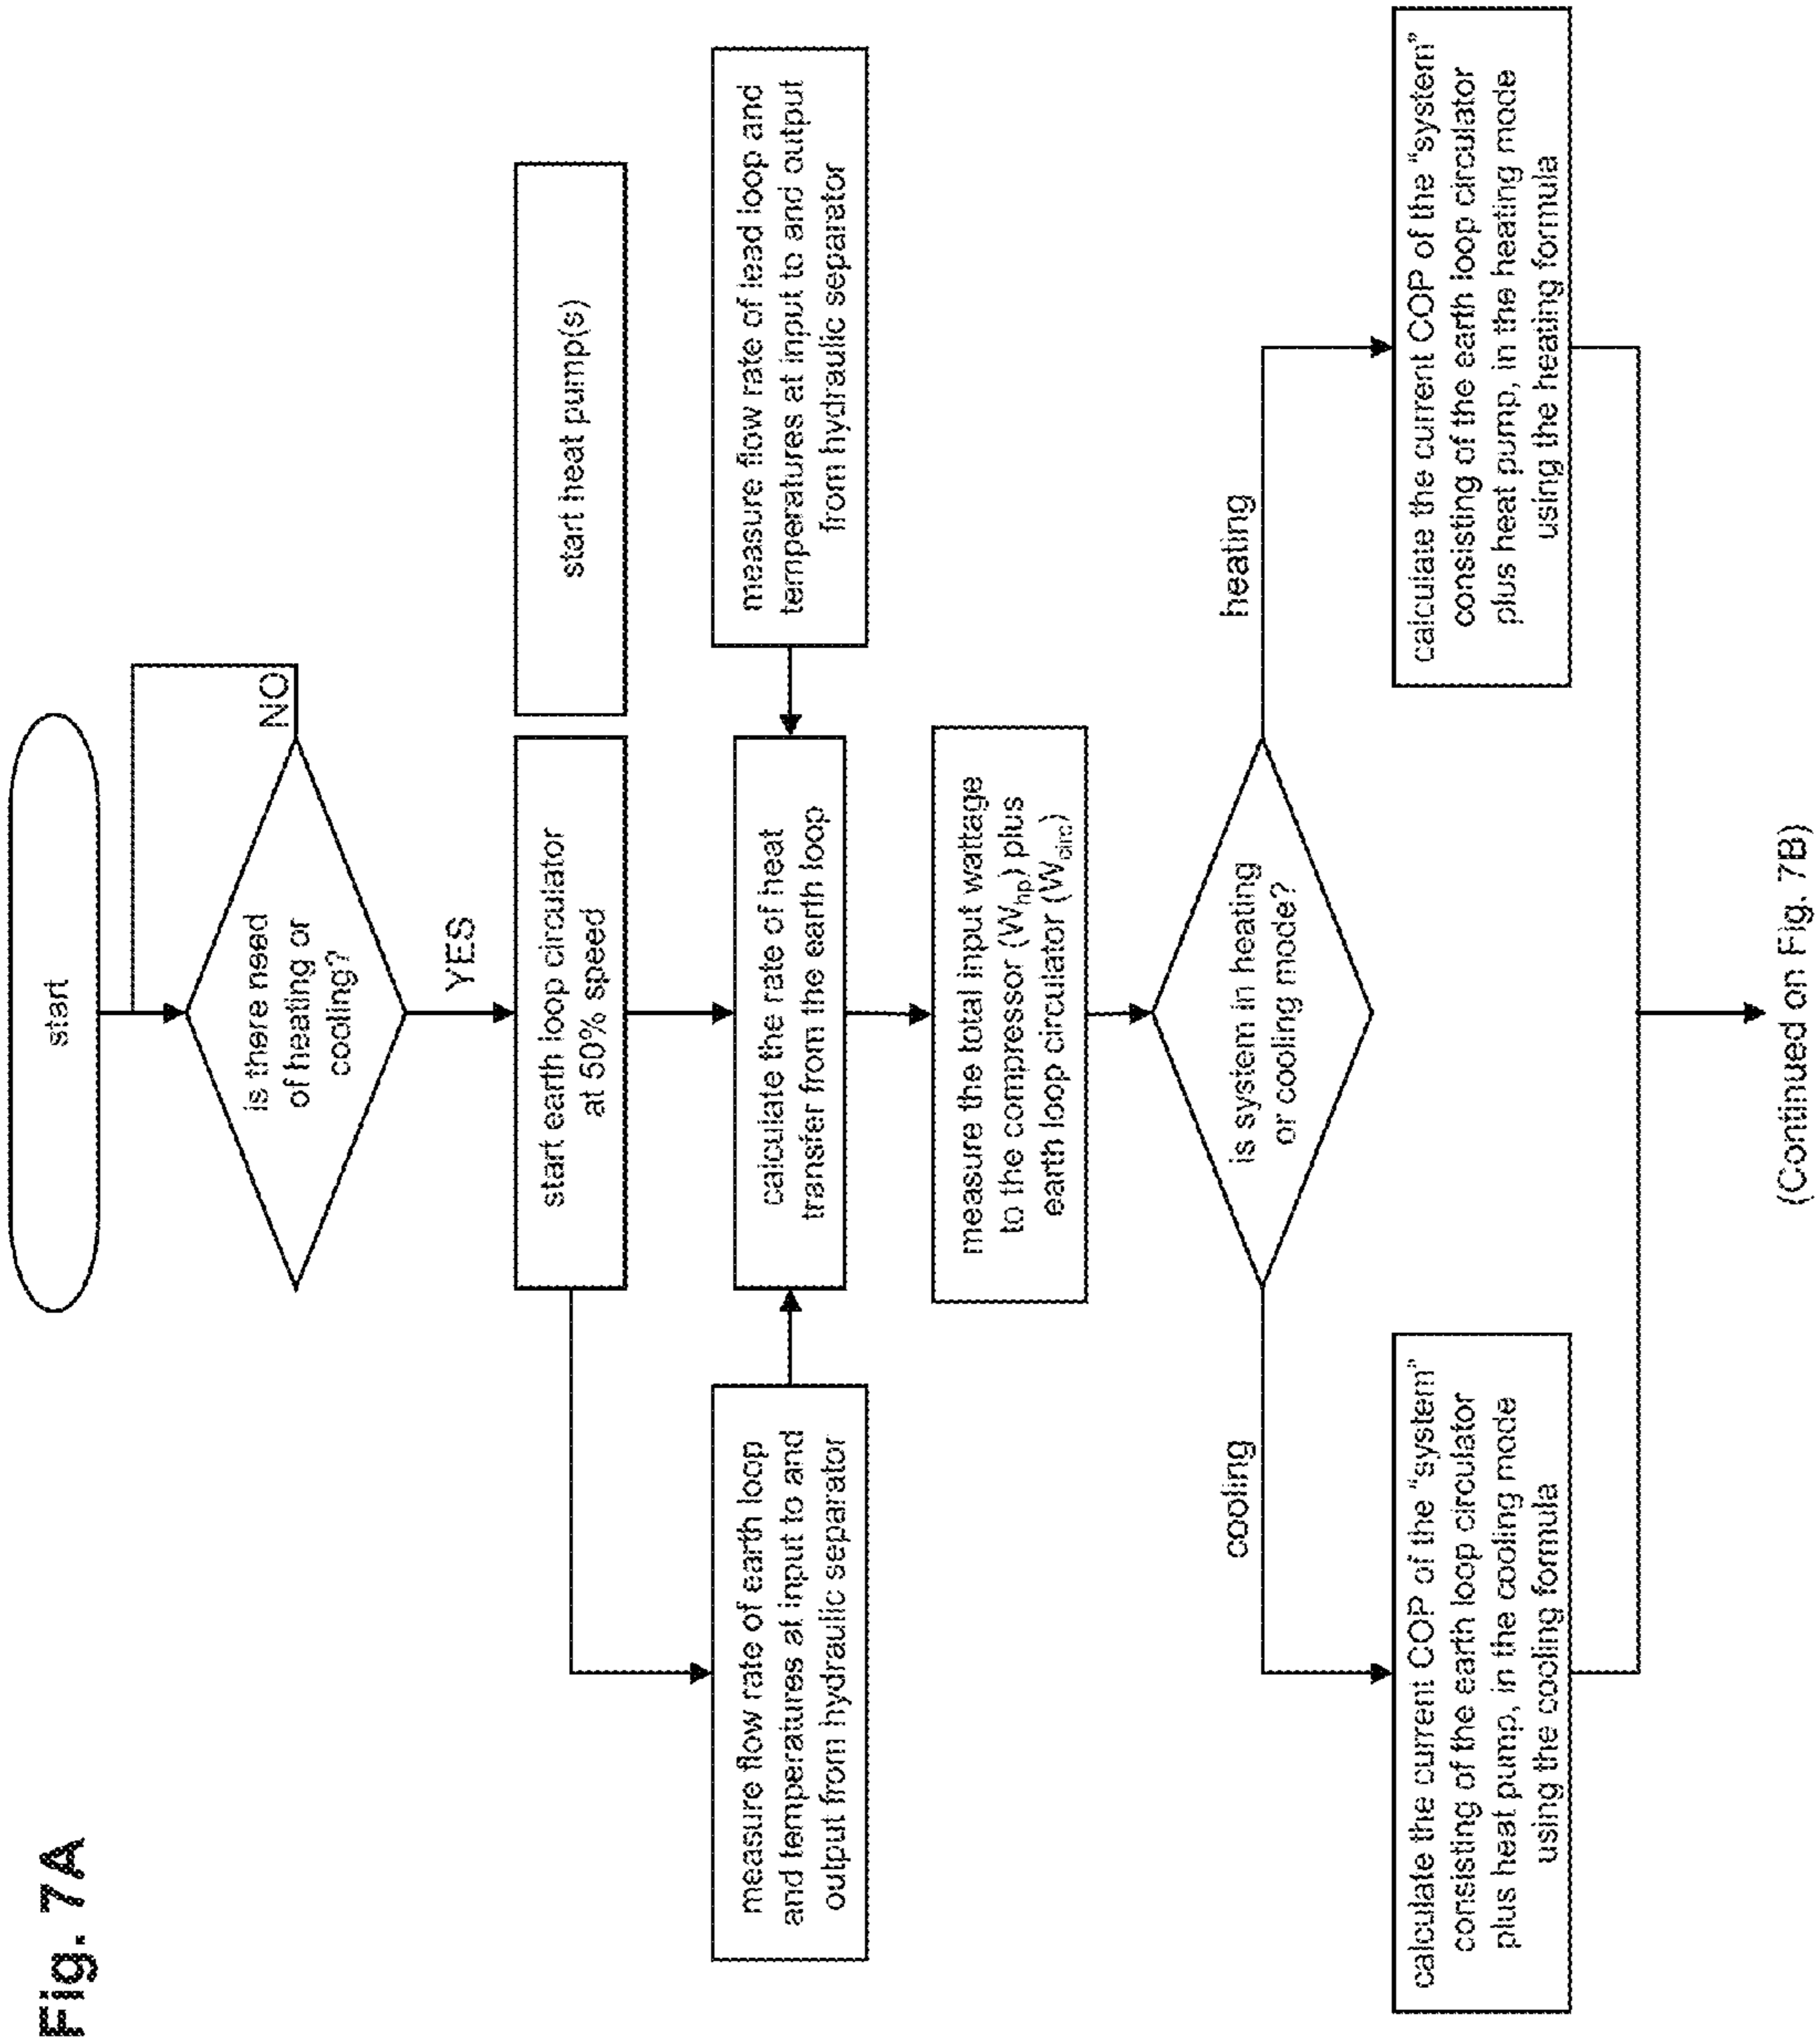 Fig. 7A
start
is there need
of heating or
cooling?
NO
YES
start earth loop circulator
at 50% speed
start heat pump(s)
measure flow rate of earth loop
and temperatures at input to and
output from hydraulic separator
calculate the rate of heat
transfer from the earth loop
measure flow rate of lead loop and
temperatures at input to and output
from hydraulic separator
measure the total input wattage
to the compressor (Whp) plus
earth loop circulator (Wcirc)
is system in heating
or cooling mode?
cooling
heating
calculate the current COP of the "system"
consisting of the earth loop circulator
plus heat pump, in the cooling mode
using the cooling formula
calculate the current COP of the "system"
consisting of the earth loop circulator
plus heat pump, in the heating mode
using the heating formula
(Continued on Fig. 7B)